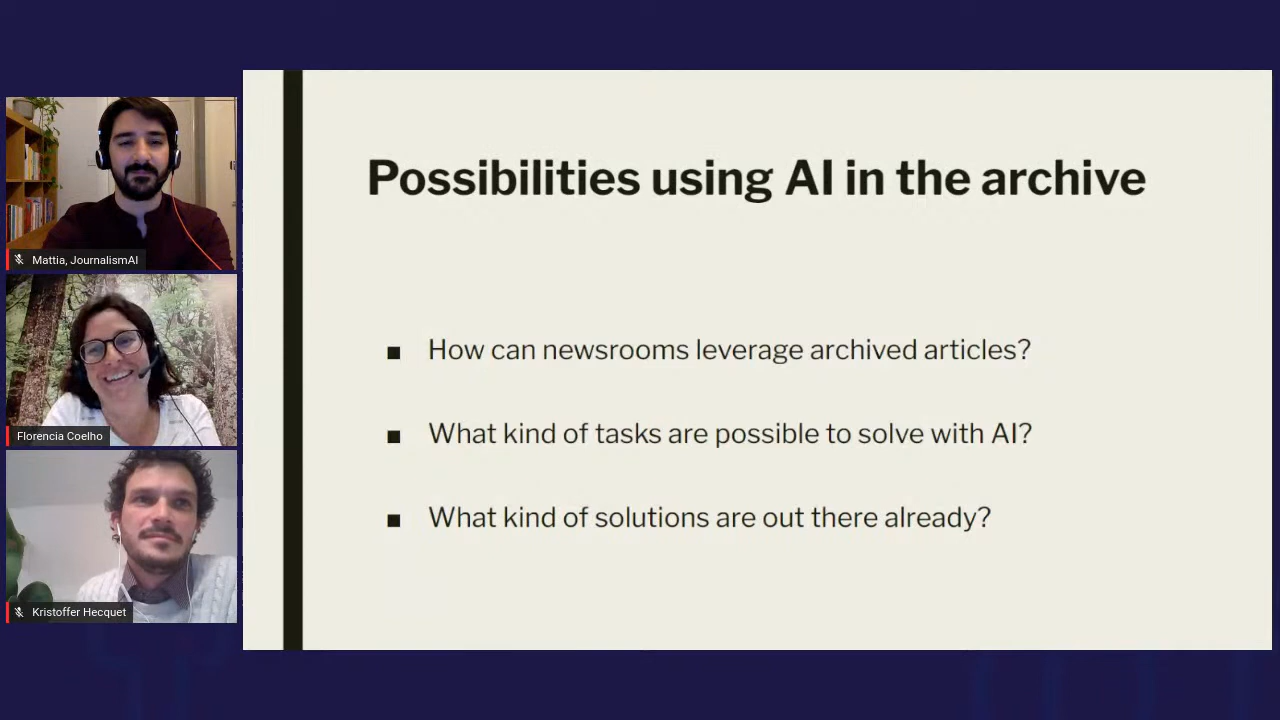 Possibilities using AI in the archive
■ How can newsrooms leverage archived articles?
■ What kind of tasks are possible to solve with AI?
■ What kind of solutions are out there already?
Mattia, JournalismAI
Florencia Coelho
Kristoffer Hecquet